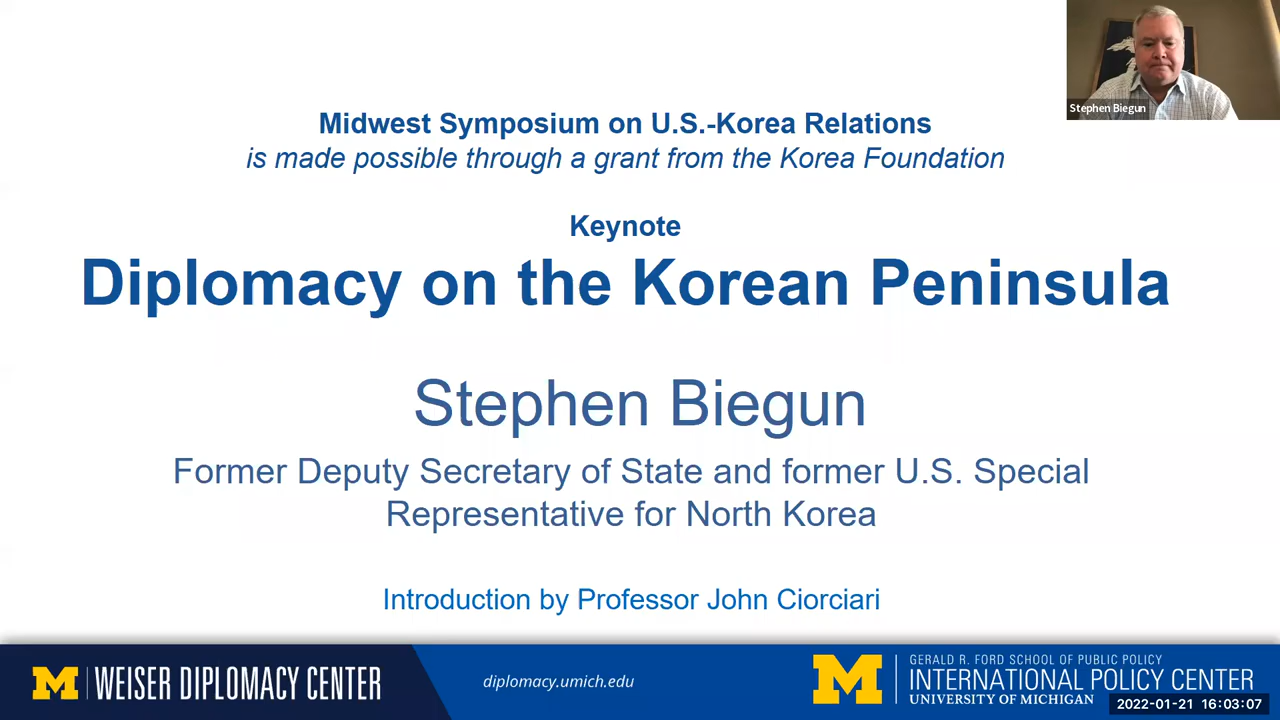 Stephen Biegun
Midwest Symposium on U.S.-Korea Relations
is made possible through a grant from the Korea Foundation
Keynote
Diplomacy on the Korean Peninsula
Stephen Biegun
Former Deputy Secretary of State and former U.S. Special
Representative for North Korea
Introduction by Professor John Ciorciari
M WEISER DIPLOMACY CENTER
diplomacy.umich.edu
M
GERALD R. FORD SCHOOL OF PUBLIC POLICY
INTERNATIONAL POLICY CENTER
UNIVERSITY OF MICHIGAN
2022-01-21 16:03:07